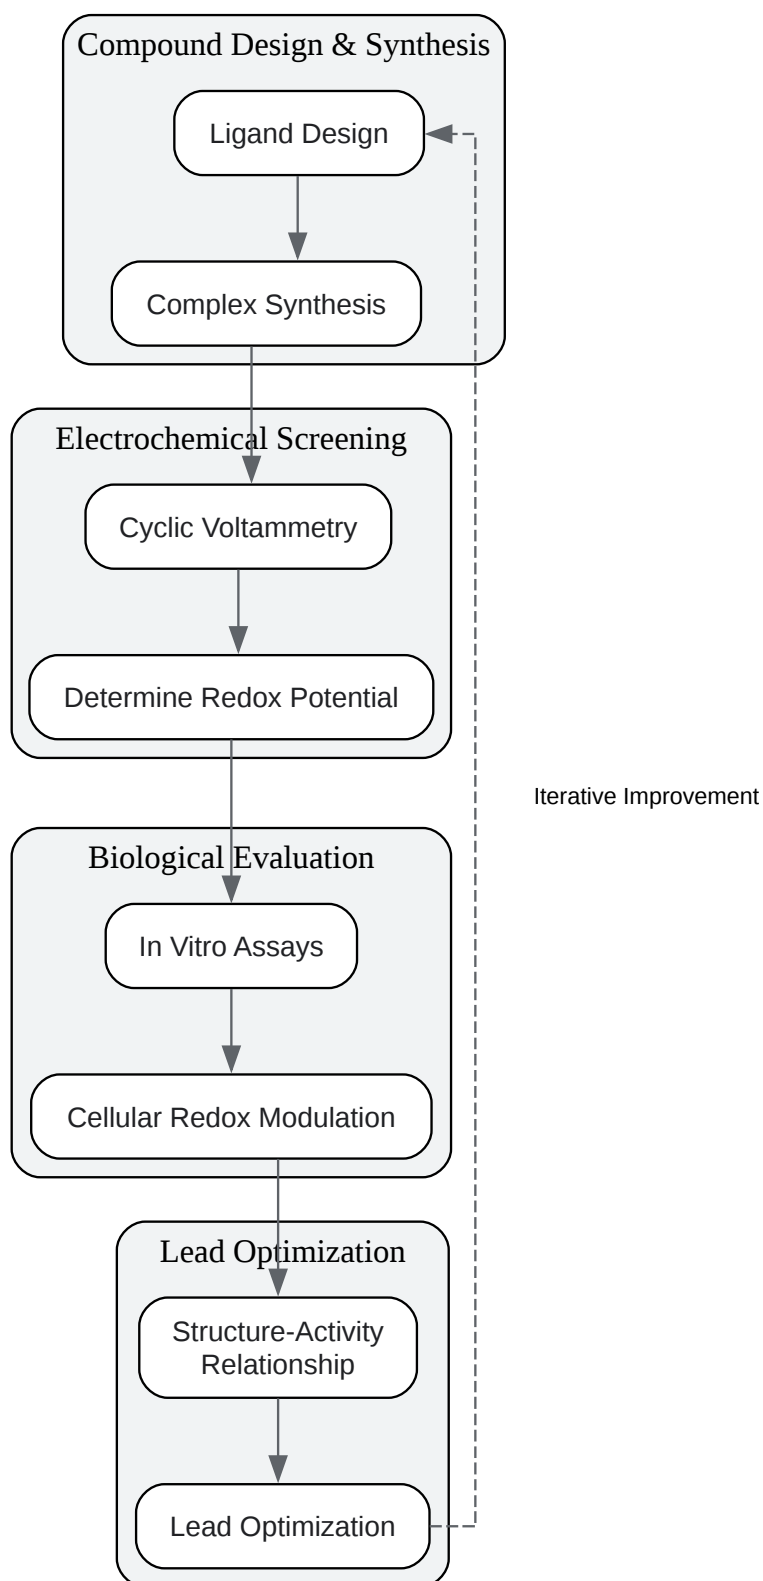 Compound Design & Synthesis
Ligand Design
Complex Synthesis
Electrochemical Screening
Cyclic Voltammetry
Determine Redox Potential
Iterative Improvement
Biological Evaluation
In Vitro Assays
Cellular Redox Modulation
Lead Optimization
Structure-Activity
Relationship
Lead Optimization